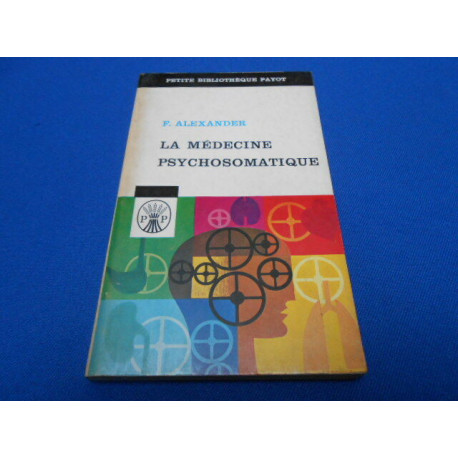 PETITE BIBLIOTHÈQUE PAYOT
F. ALEXANDER
LA MÉDECINE
PSYCHOSOMATIQUE
P P